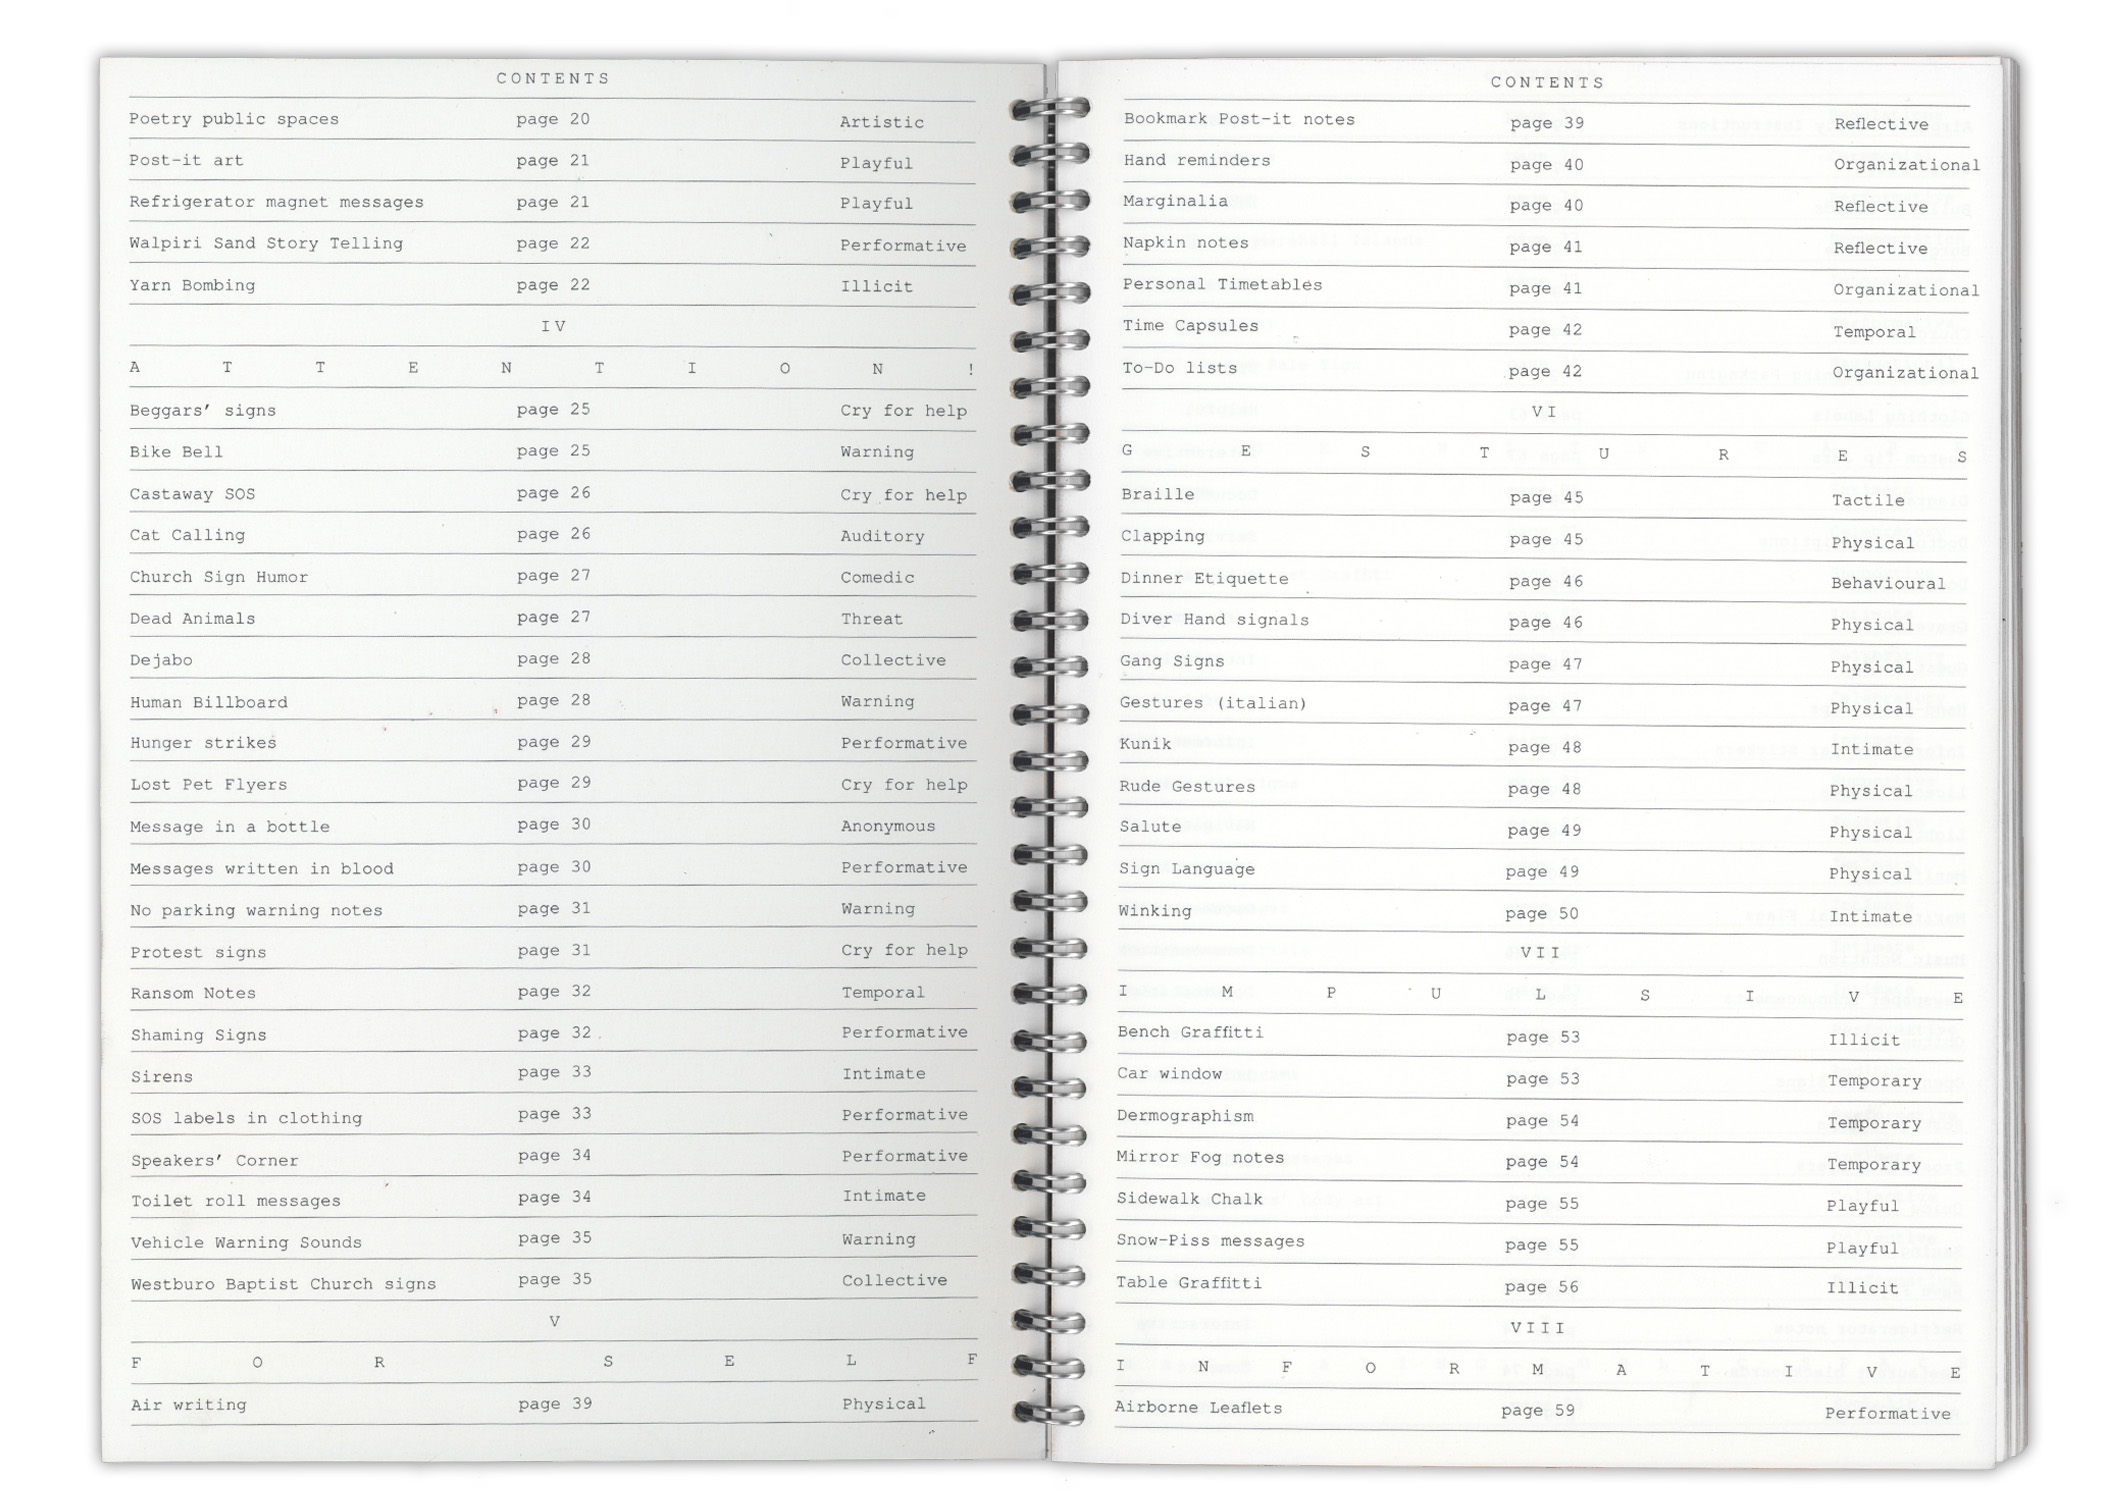 CONTENTS
Poetry public spaces page 20 Artistic
Post-it art page 21 Playful
Refrigerator magnet messages page 21 Playful
Walpiri Sand Story Telling page 22 Performative
Yarn Bombing page 22 Illicit
IV
A T T E N T I O N !
Beggars’ signs page 25 Cry for help
Bike Bell page 25 Warning
Castaway SOS page 26 Cry for help
Cat Calling page 26 Auditory
Church Sign Humor page 27 Comedic
Dead Animals page 27 Threat
Dejabo page 28 Collective
Human Billboard page 28 Warning
Hunger strikes page 29 Performative
Lost Pet Flyers page 29 Cry for help
Message in a bottle page 30 Anonymous
Messages written in blood page 30 Performative
No parking warning notes page 31 Warning
Protest signs page 31 Cry for help
Ransom Notes page 32 Temporal
Shaming Signs page 32 Performative
Sirens page 33 Intimate
SOS labels in clothing page 33 Performative
Speakers’ Corner page 34 Performative
Toilet roll messages page 34 Intimate
Vehicle Warning Sounds page 35 Warning
Westburo Baptist Church signs page 35 Collective
V
F O R S E L F
Air writing page 39 Physical
CONTENTS
Bookmark Post-it notes page 39 Reflective
Hand reminders page 40 Organizational
Marginalia page 40 Reflective
Napkin notes page 41 Reflective
Personal Timetables page 41 Organizational
Time Capsules page 42 Temporal
To-Do lists page 42 Organizational
VI
G E S T U R E S
Braille page 45 Tactile
Clapping page 45 Physical
Dinner Etiquette page 46 Behavioural
Diver Hand signals page 46 Physical
Gang Signs page 47 Physical
Gestures (italian) page 47 Physical
Kunik page 48 Intimate
Rude Gestures page 48 Physical
Salute page 49 Physical
Sign Language page 49 Physical
Winking page 50 Intimate
VII
I M P U L S I V E
Bench Graffitti page 53 Illicit
Car window page 53 Temporary
Dermographism page 54 Temporary
Mirror Fog notes page 54 Temporary
Sidewalk Chalk page 55 Playful
Snow-Piss messages page 55 Playful
Table Graffitti page 56 Illicit
VIII
I N F O R M A T I V E
Airborne Leaflets page 59 Performative